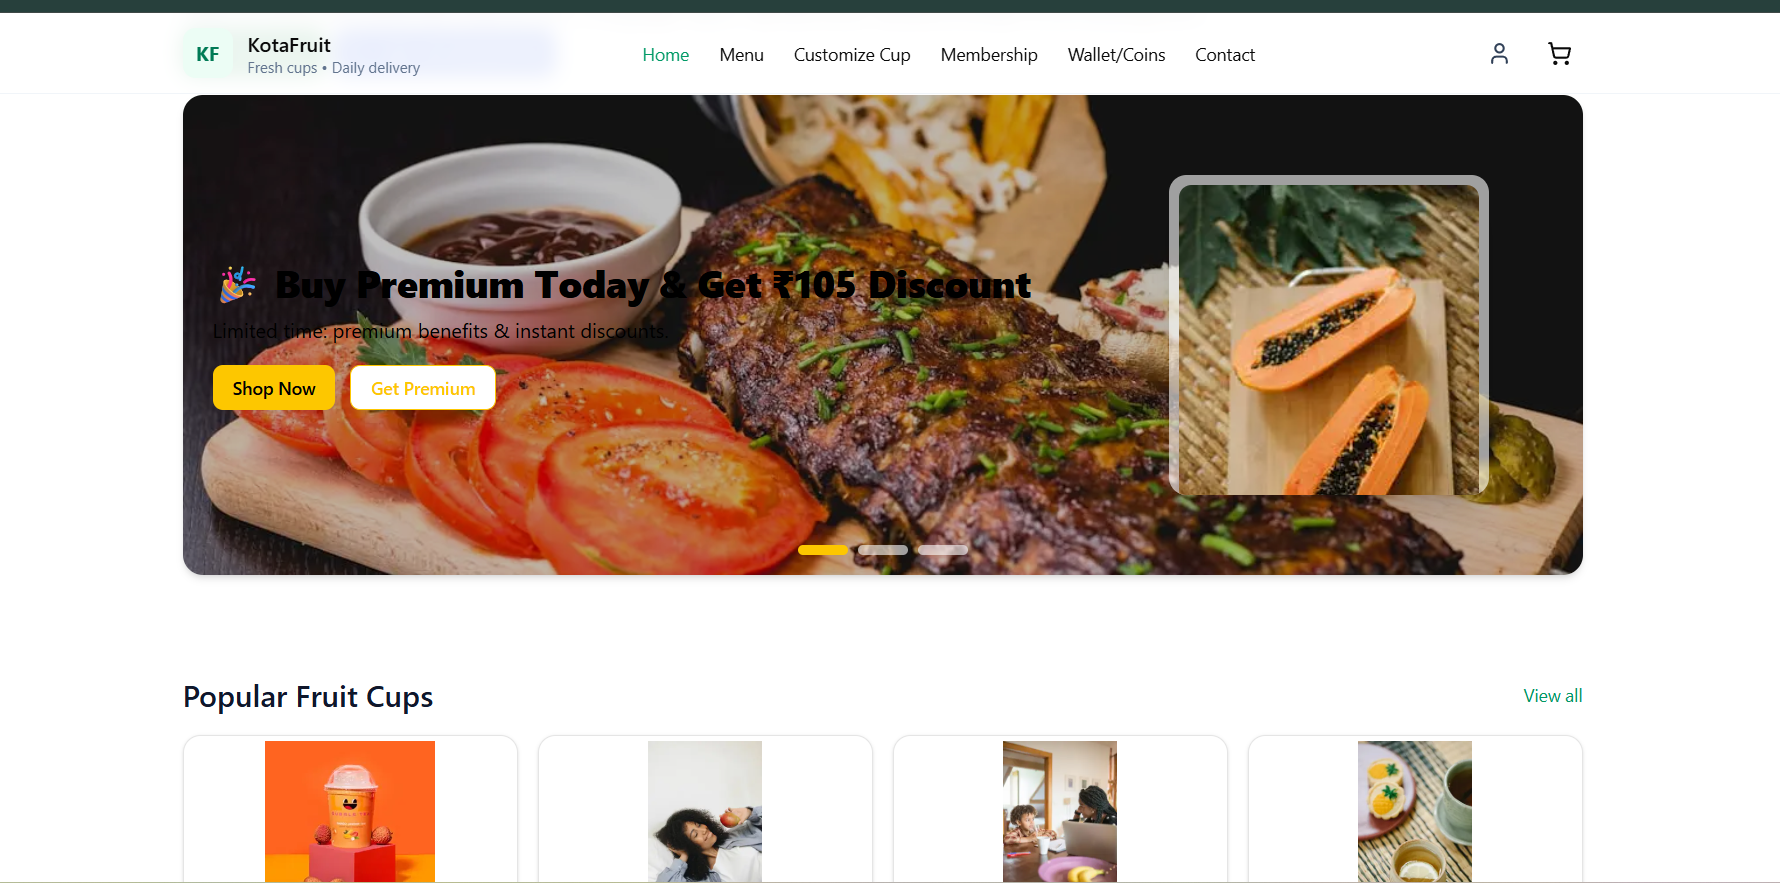 KF
KotaFruit
Fresh cups • Daily delivery
Home Menu Customize Cup Membership Wallet/Coins Contact
🎉 Buy Premium Today & Get ₹105 Discount
Limited time: premium benefits & instant discounts.
Shop Now Get Premium
Popular Fruit Cups
View all